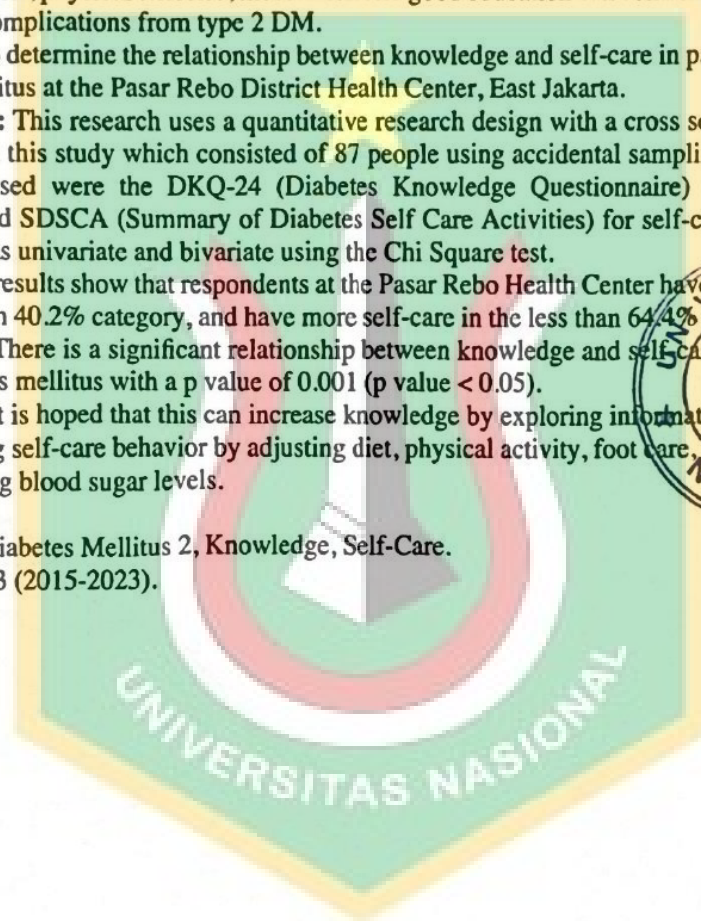 complications from type 2 DM.
determine the relationship between knowledge and self-care in p
itus at the Pasar Rebo District Health Center, East Jakarta.
: This research uses a quantitative research design with a cross s
this study which consisted of 87 people using accidental sampli
sed were the DKQ-24 (Diabetes Knowledge Questionnaire)
d SDSCA (Summary of Diabetes Self Care Activities) for self-c
s univariate and bivariate using the Chi Square test.
results show that respondents at the Pasar Rebo Health Center have
n 40.2% category, and have more self-care in the less than 64.4%
There is a significant relationship between knowledge and self-ca
s mellitus with a p value of 0.001 (p value < 0.05).
t is hoped that this can increase knowledge by exploring informat
g self-care behavior by adjusting diet, physical activity, foot care,
g blood sugar levels.
iabetes Mellitus 2, Knowledge, Self-Care.
3 (2015-2023).
UNIVERSITAS NASIONAL